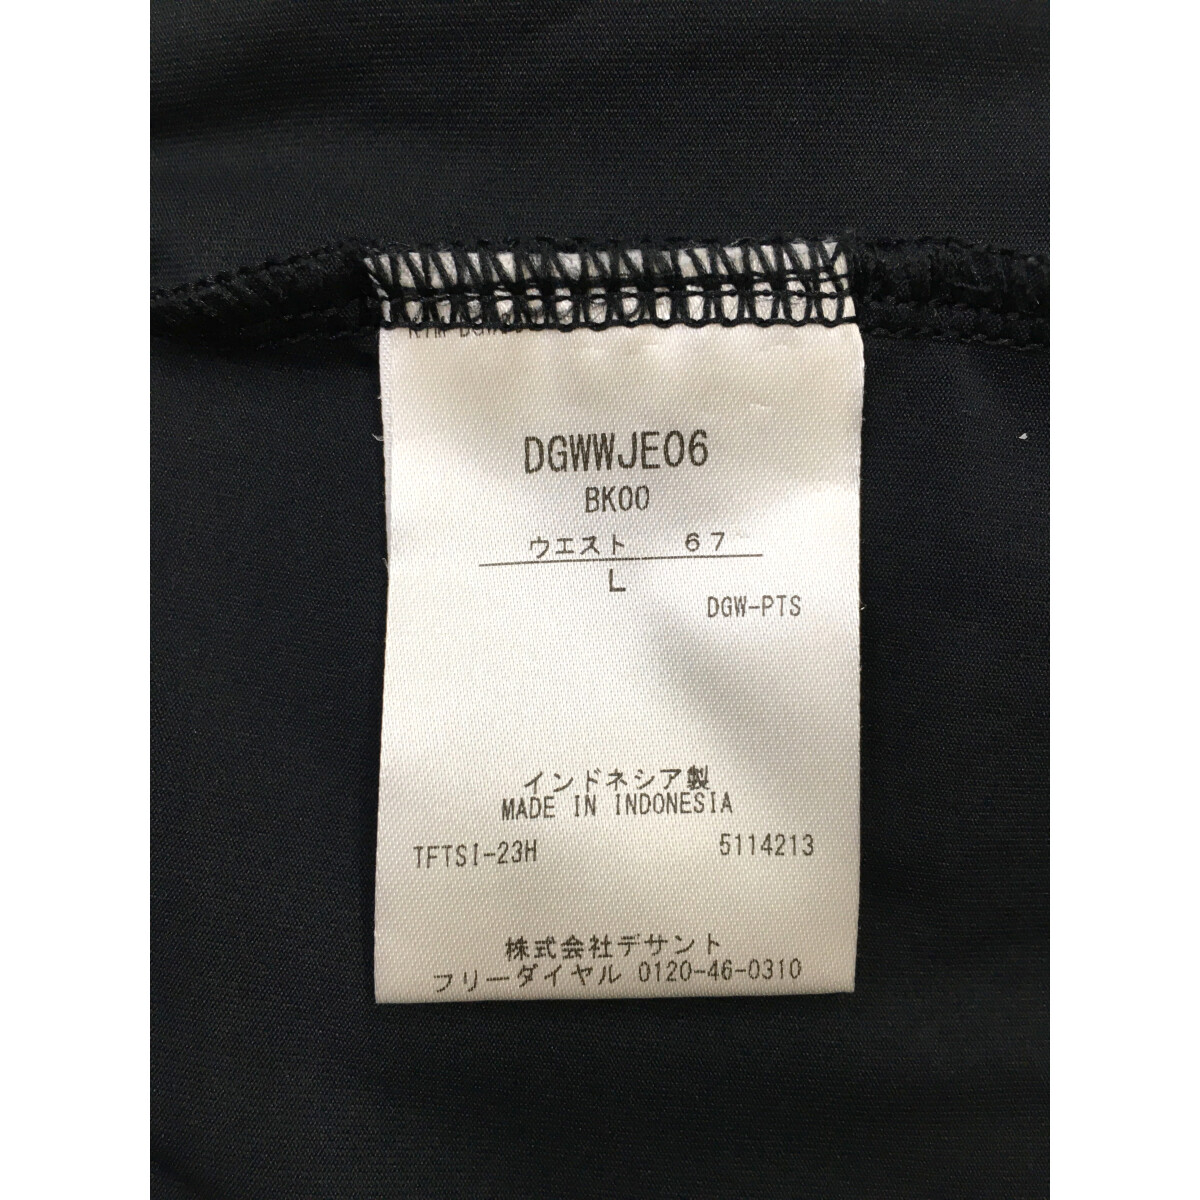 DGWWJE06
BK00
ウエスト 67
L
DGW-PTS
インドネシア製
MADE IN INDONESIA
TFTSI-23H 5114213
株式会社デサント
フリーダイヤル 0120-46-0310